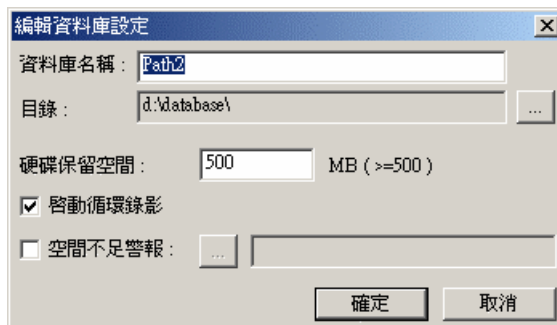 編輯資料庫設定
資料庫名稱 : Path2
目錄 : d:\database\ ...
硬碟保留空間 : 500 MB ( >=500 )
啓動循環錄影
空間不足警報 : ...
確定 取消